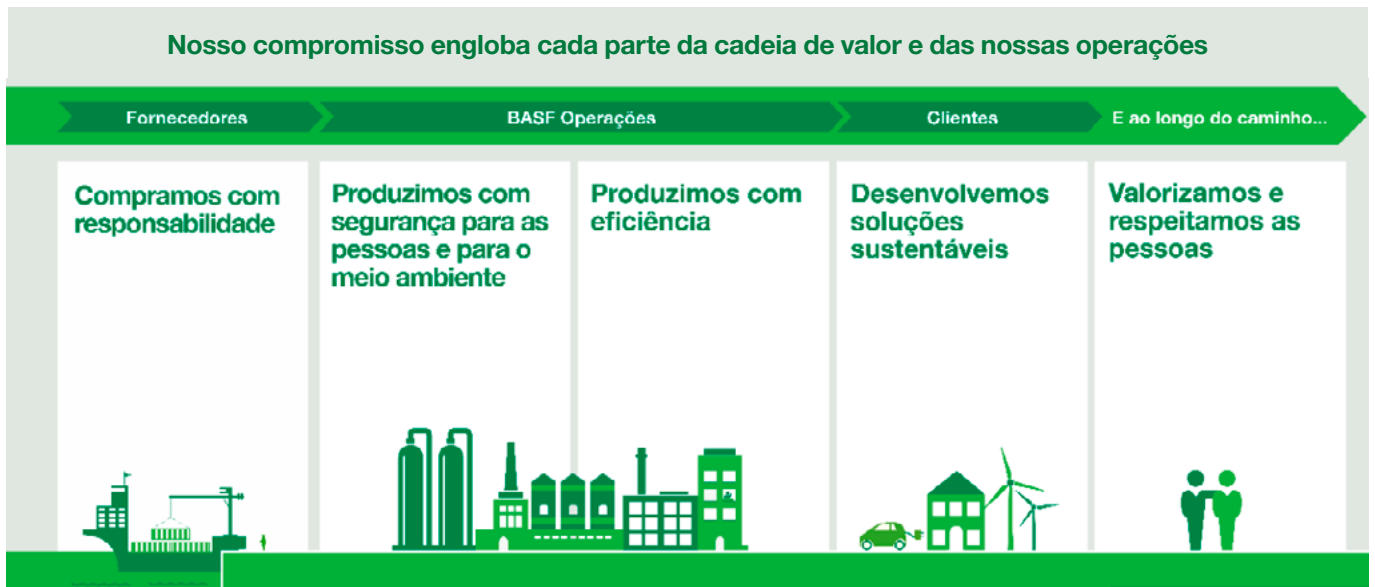 Nosso compromisso engloba cada parte da cadeia de valor e das nossas operações
Fornecedores
BASF Operações
Clientes
E ao longo do caminho...
Compramos com
responsabilidade
Produzimos com
segurança para as
pessoas e para o
meio ambiente
Produzimos com
eficiência
Desenvolvemos
soluções
sustentáveis
Valorizamos e
respeitamos as
pessoas